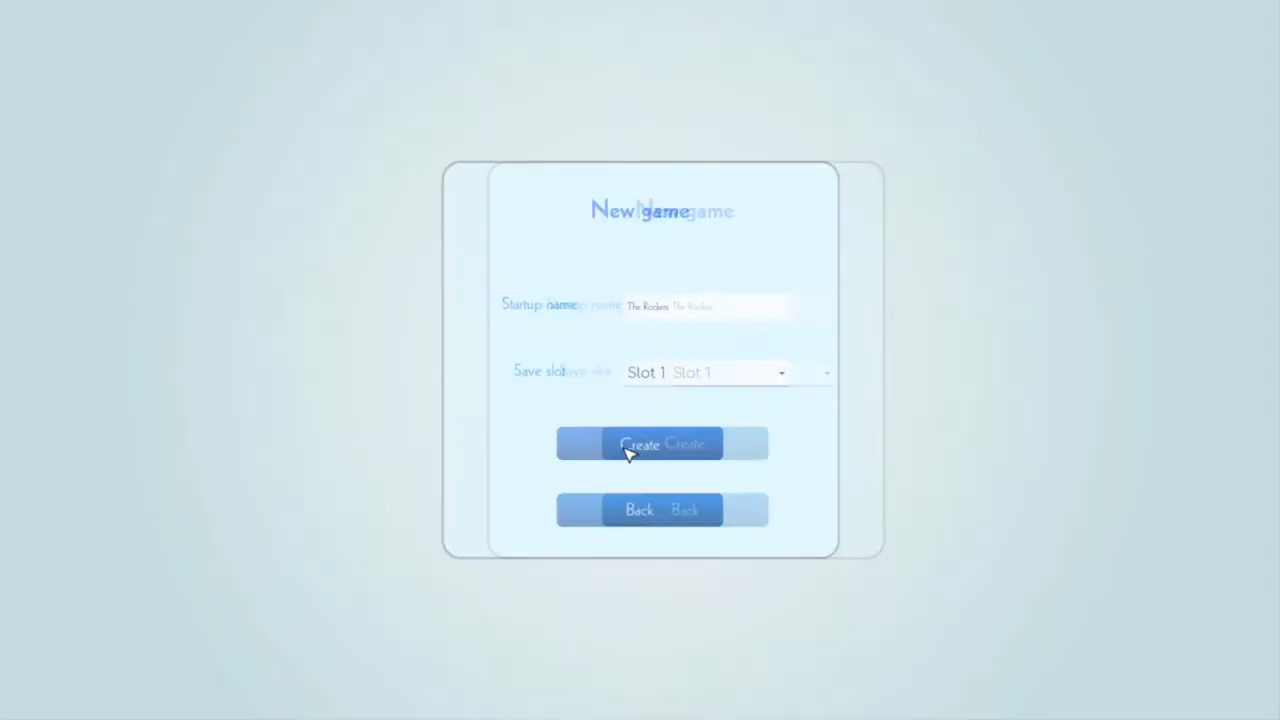 New game
Startup name The Rockers
Save slot Slot 1
Create
Back